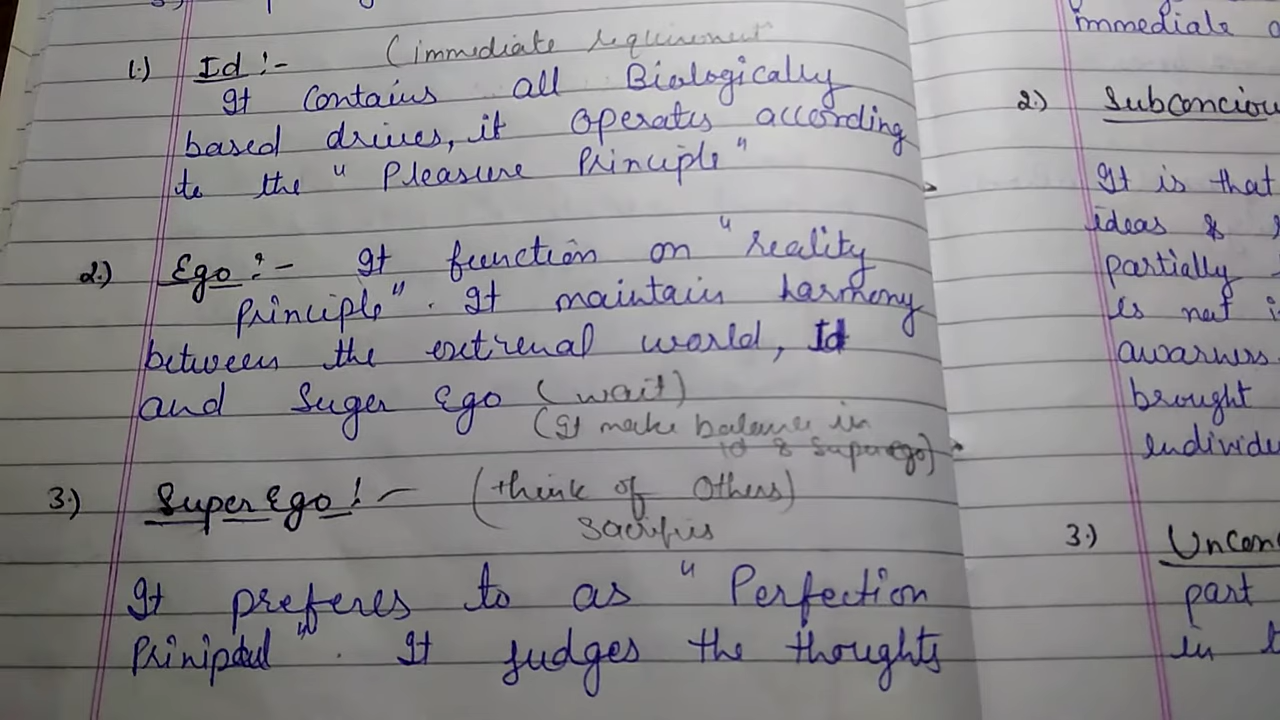 1.) Id :- (immediate requirement
It Contains all Biologically
based drives, it operates according
to the "Pleasure Principle"
2.) Ego :- It function on "reality
principle". It maintain harmony
between the extrenal world, Id
and Suger Ego (wait)
(It make balance in
id & Superego)
3.) Super Ego :- (think of Others)
Sacrifies
It preferes to as "Perfection
It judges the thoughts
immediate
2.) Subconciou
It is that
ideas &
partially
is not i
awarness.
brought
individu
3.) Uncon
part
in